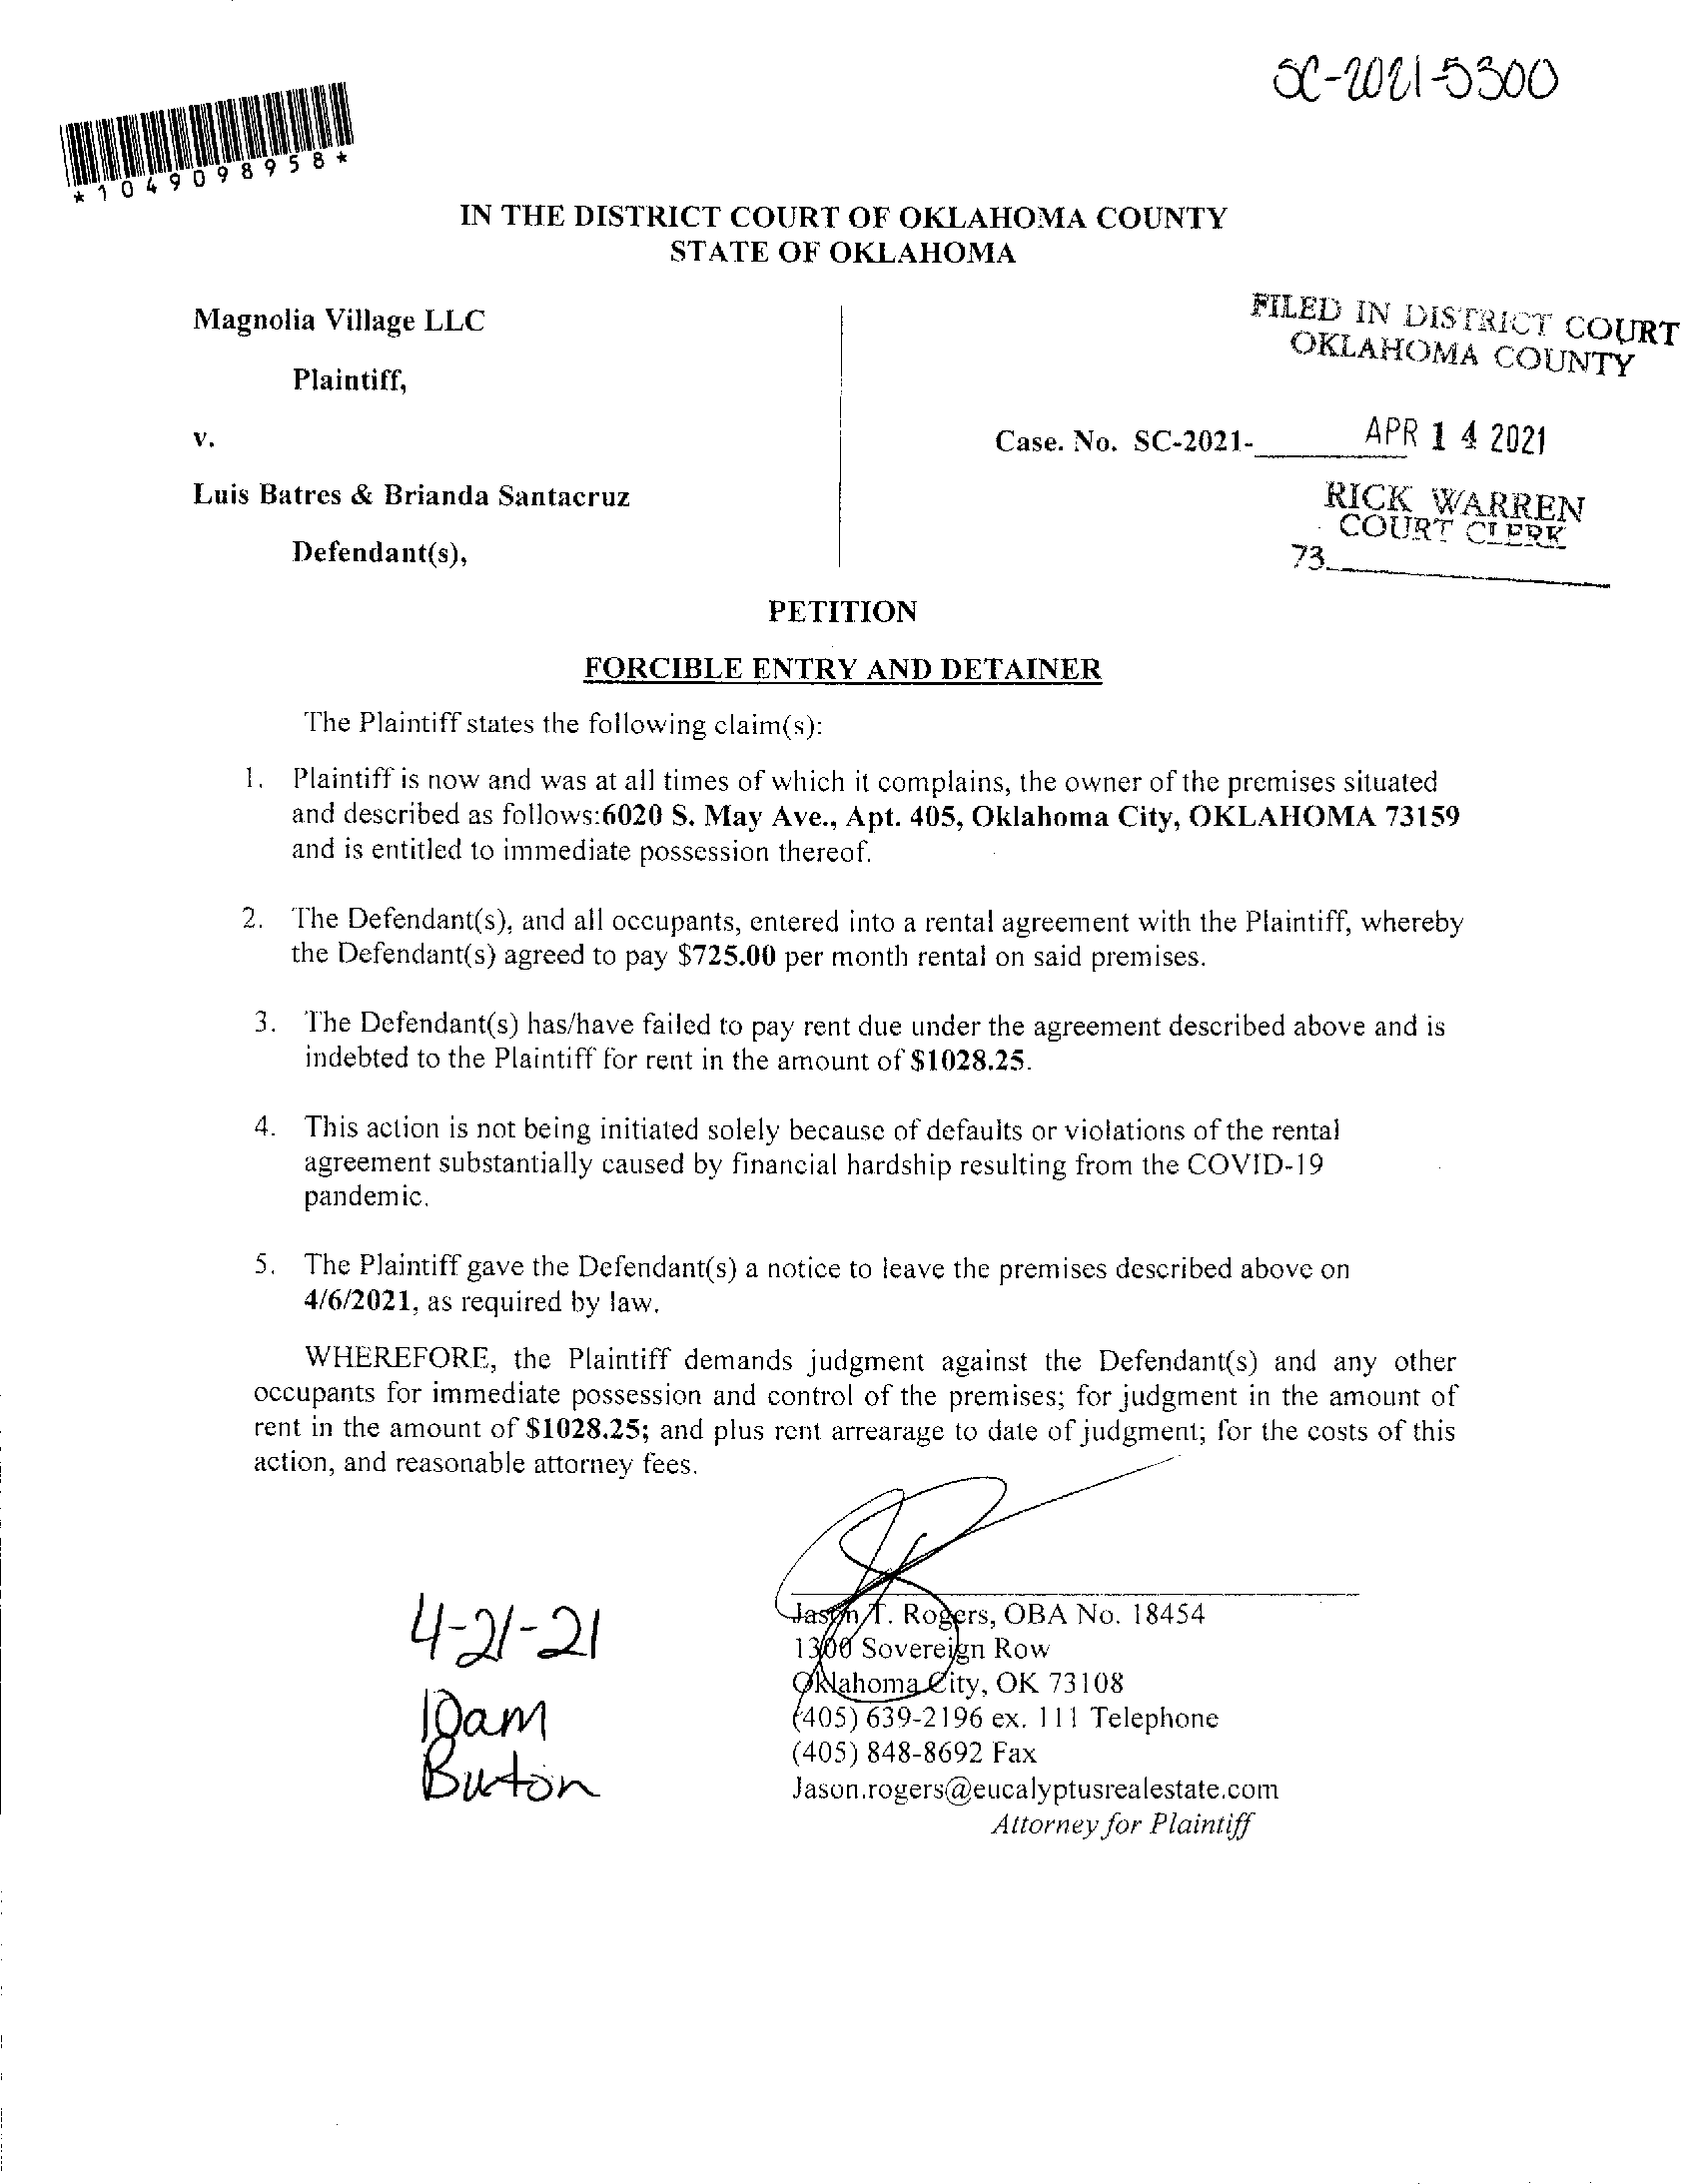 SC-2021-5300
*1049098958*
IN THE DISTRICT COURT OF OKLAHOMA COUNTY
STATE OF OKLAHOMA
Magnolia Village LLC
Plaintiff,
v.
Luis Batres & Brianda Santacruz
Defendant(s),
FILED IN DISTRICT COURT
OKLAHOMA COUNTY
Case. No. SC-2021-________ APR 14 2021
RICK WARREN
COURT CLERK
73
PETITION
FORCIBLE ENTRY AND DETAINER
The Plaintiff states the following claim(s):
1. Plaintiff is now and was at all times of which it complains, the owner of the premises situated
and described as follows:6020 S. May Ave., Apt. 405, Oklahoma City, OKLAHOMA 73159
and is entitled to immediate possession thereof.
2. The Defendant(s), and all occupants, entered into a rental agreement with the Plaintiff, whereby
the Defendant(s) agreed to pay $725.00 per month rental on said premises.
3. The Defendant(s) has/have failed to pay rent due under the agreement described above and is
indebted to the Plaintiff for rent in the amount of $1028.25.
4. This action is not being initiated solely because of defaults or violations of the rental
agreement substantially caused by financial hardship resulting from the COVID-19
pandemic.
5. The Plaintiff gave the Defendant(s) a notice to leave the premises described above on
4/6/2021, as required by law.
WHEREFORE, the Plaintiff demands judgment against the Defendant(s) and any other
occupants for immediate possession and control of the premises; for judgment in the amount of
rent in the amount of $1028.25; and plus rent arrearage to date of judgment; for the costs of this
action, and reasonable attorney fees.
4-21-21
10am
Burton
Jason T. Rogers, OBA No. 18454
1300 Sovereign Row
Oklahoma City, OK 73108
(405) 639-2196 ex. 111 Telephone
(405) 848-8692 Fax
Jason.rogers@eucalyptusrealestate.com
Attorney for Plaintiff